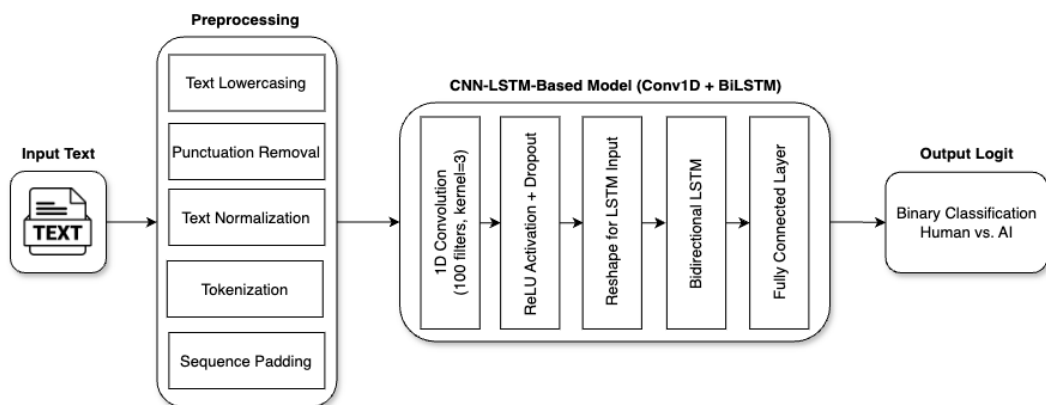 Preprocessing
Text Lowercasing
Punctuation Removal
Text Normalization
Tokenization
Sequence Padding
Input Text
TEXT
CNN-LSTM-Based Model (Conv1D + BiLSTM)
1D Convolution
(100 filters, kernel=3)
ReLU Activation + Dropout
Reshape for LSTM Input
Bidirectional LSTM
Fully Connected Layer
Output Logit
Binary Classification
Human vs. AI